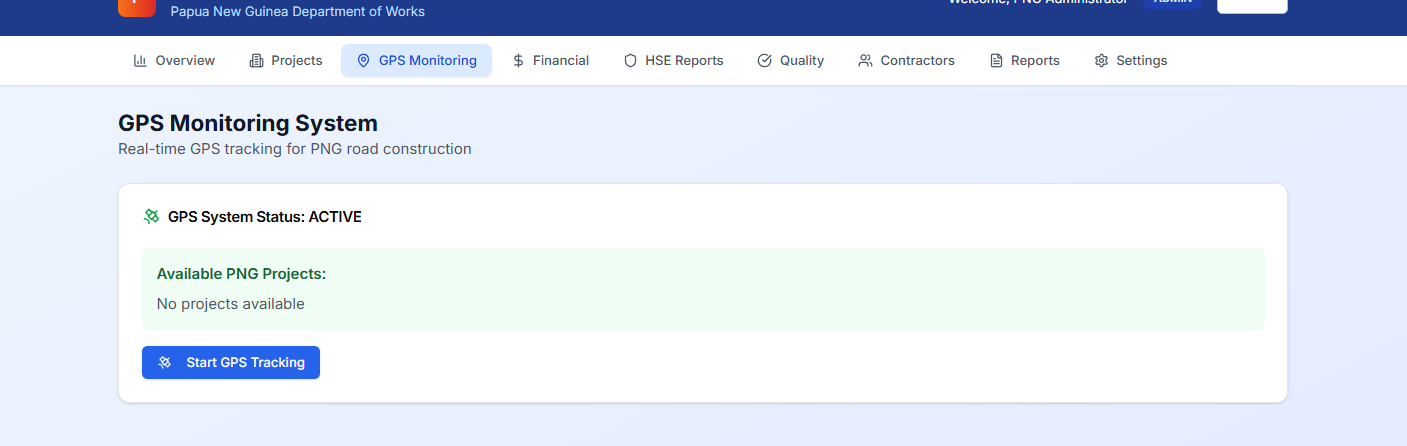 Papua New Guinea Department of Works
Welcome, PNG Administrator
ADMIN
Overview
Projects
GPS Monitoring
Financial
HSE Reports
Quality
Contractors
Reports
Settings
GPS Monitoring System
Real-time GPS tracking for PNG road construction
GPS System Status: ACTIVE
Available PNG Projects:
No projects available
Start GPS Tracking